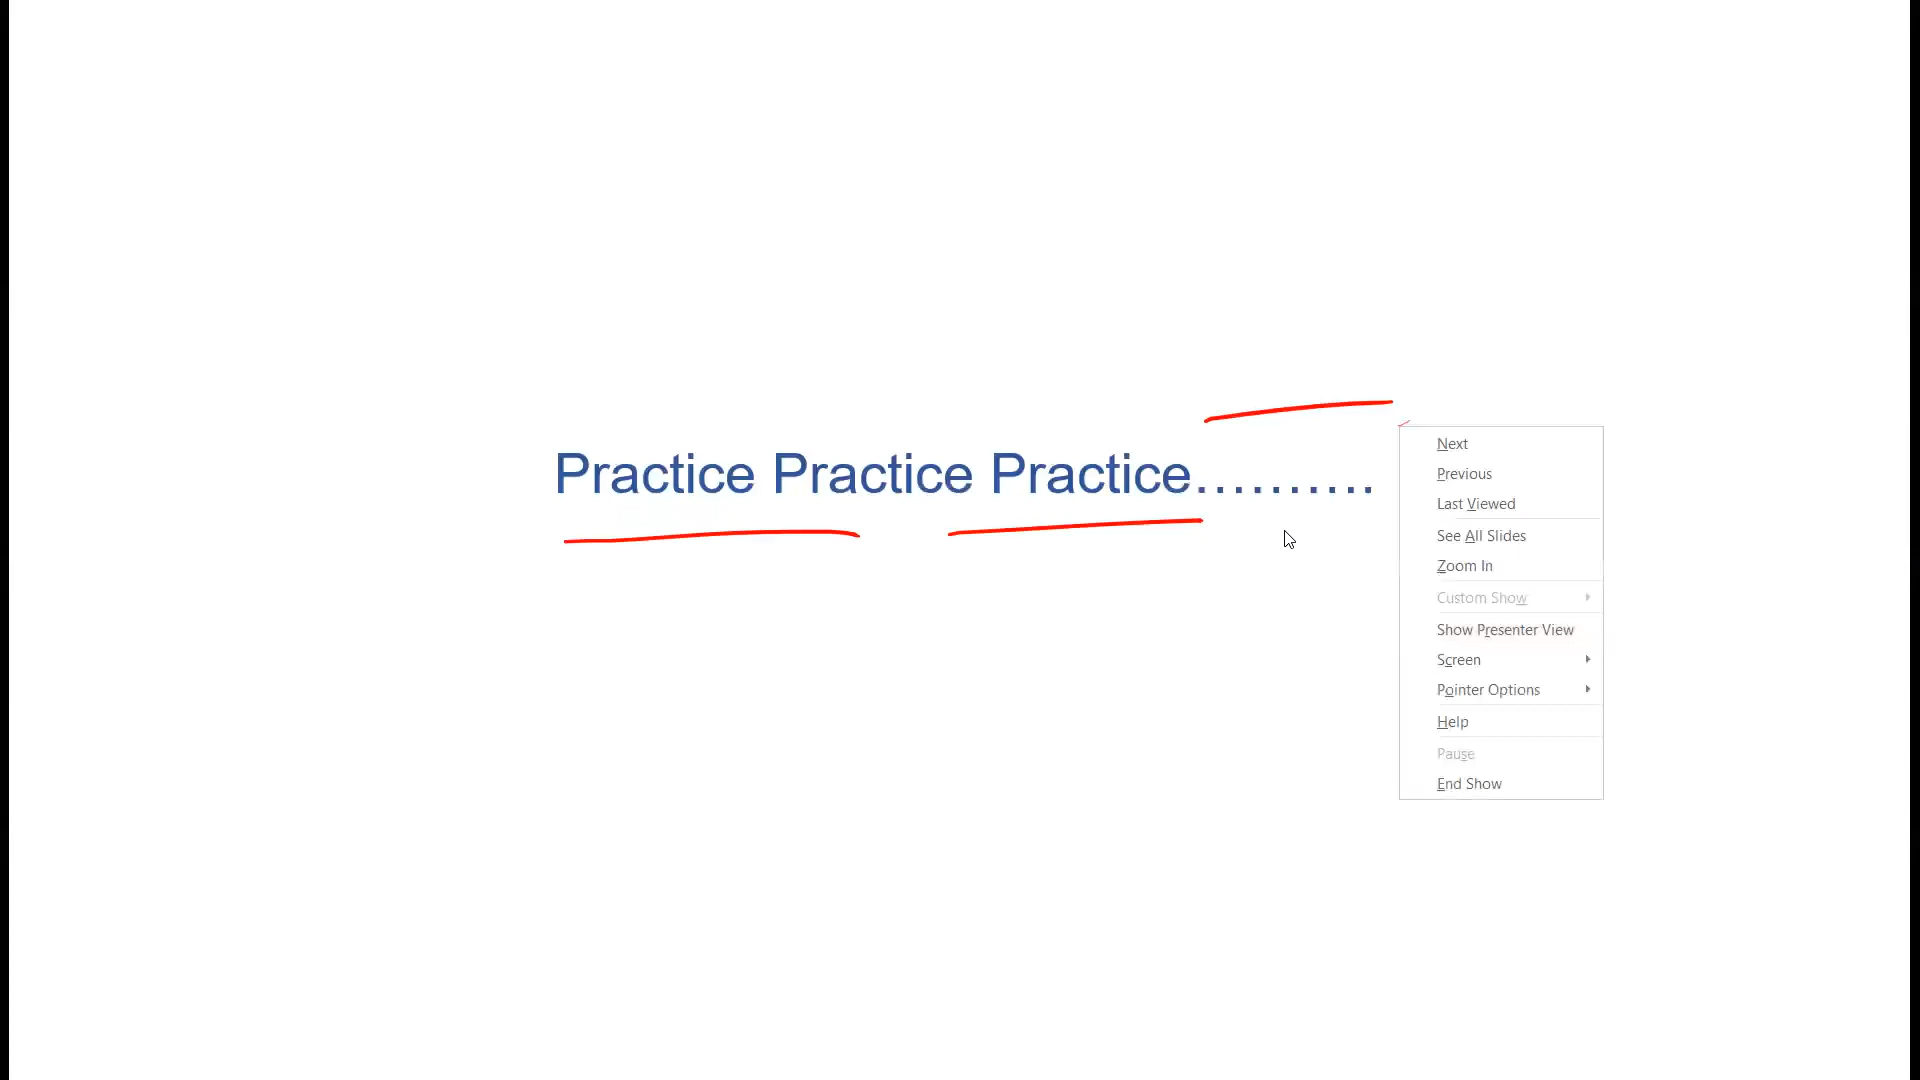 Practice Practice Practice..........
Next
Previous
Last Viewed
See All Slides
Zoom In
Custom Show
Show Presenter View
Screen
Pointer Options
Help
Pause
End Show